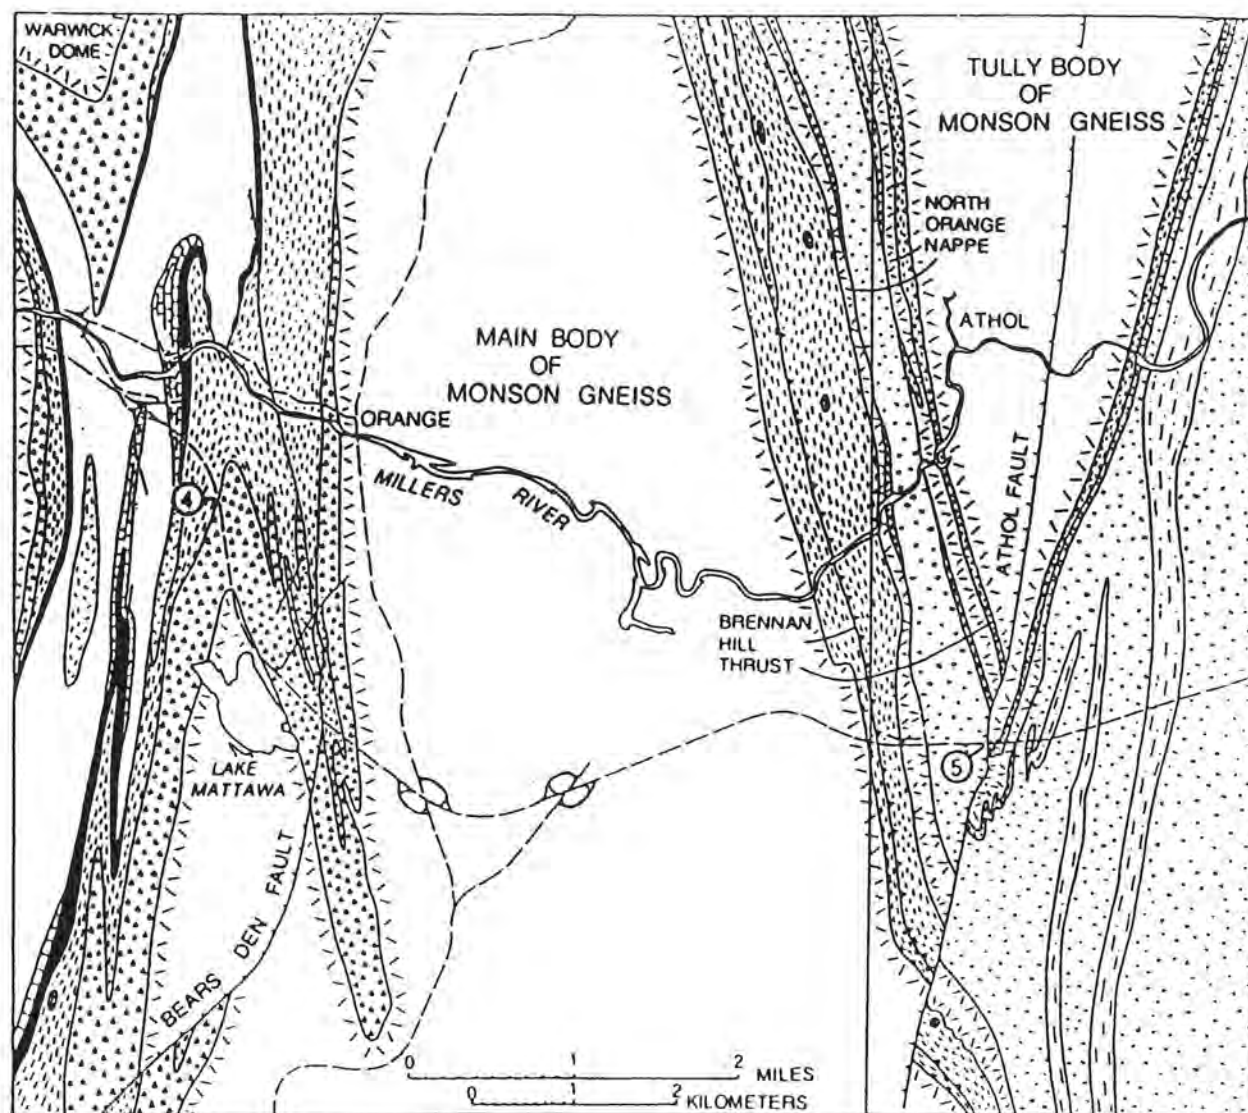 WARWICK
DOME
TULLY BODY
OF
MONSON GNEISS
NORTH
ORANGE
NAPPE
ATHOL
MAIN BODY
OF
MONSON GNEISS
ORANGE
MILLERS RIVER
4
ATHOL FAULT
BRENNAN
HILL
THRUST
LAKE
MATTAWA
5
BEARS DEN FAULT
0 1 2
MILES
0 1 2
KILOMETERS